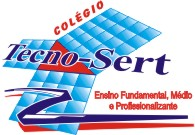 COLÉGIO
Tecno-Sert
Ensino Fundamental, Médio
e Profissionalizante